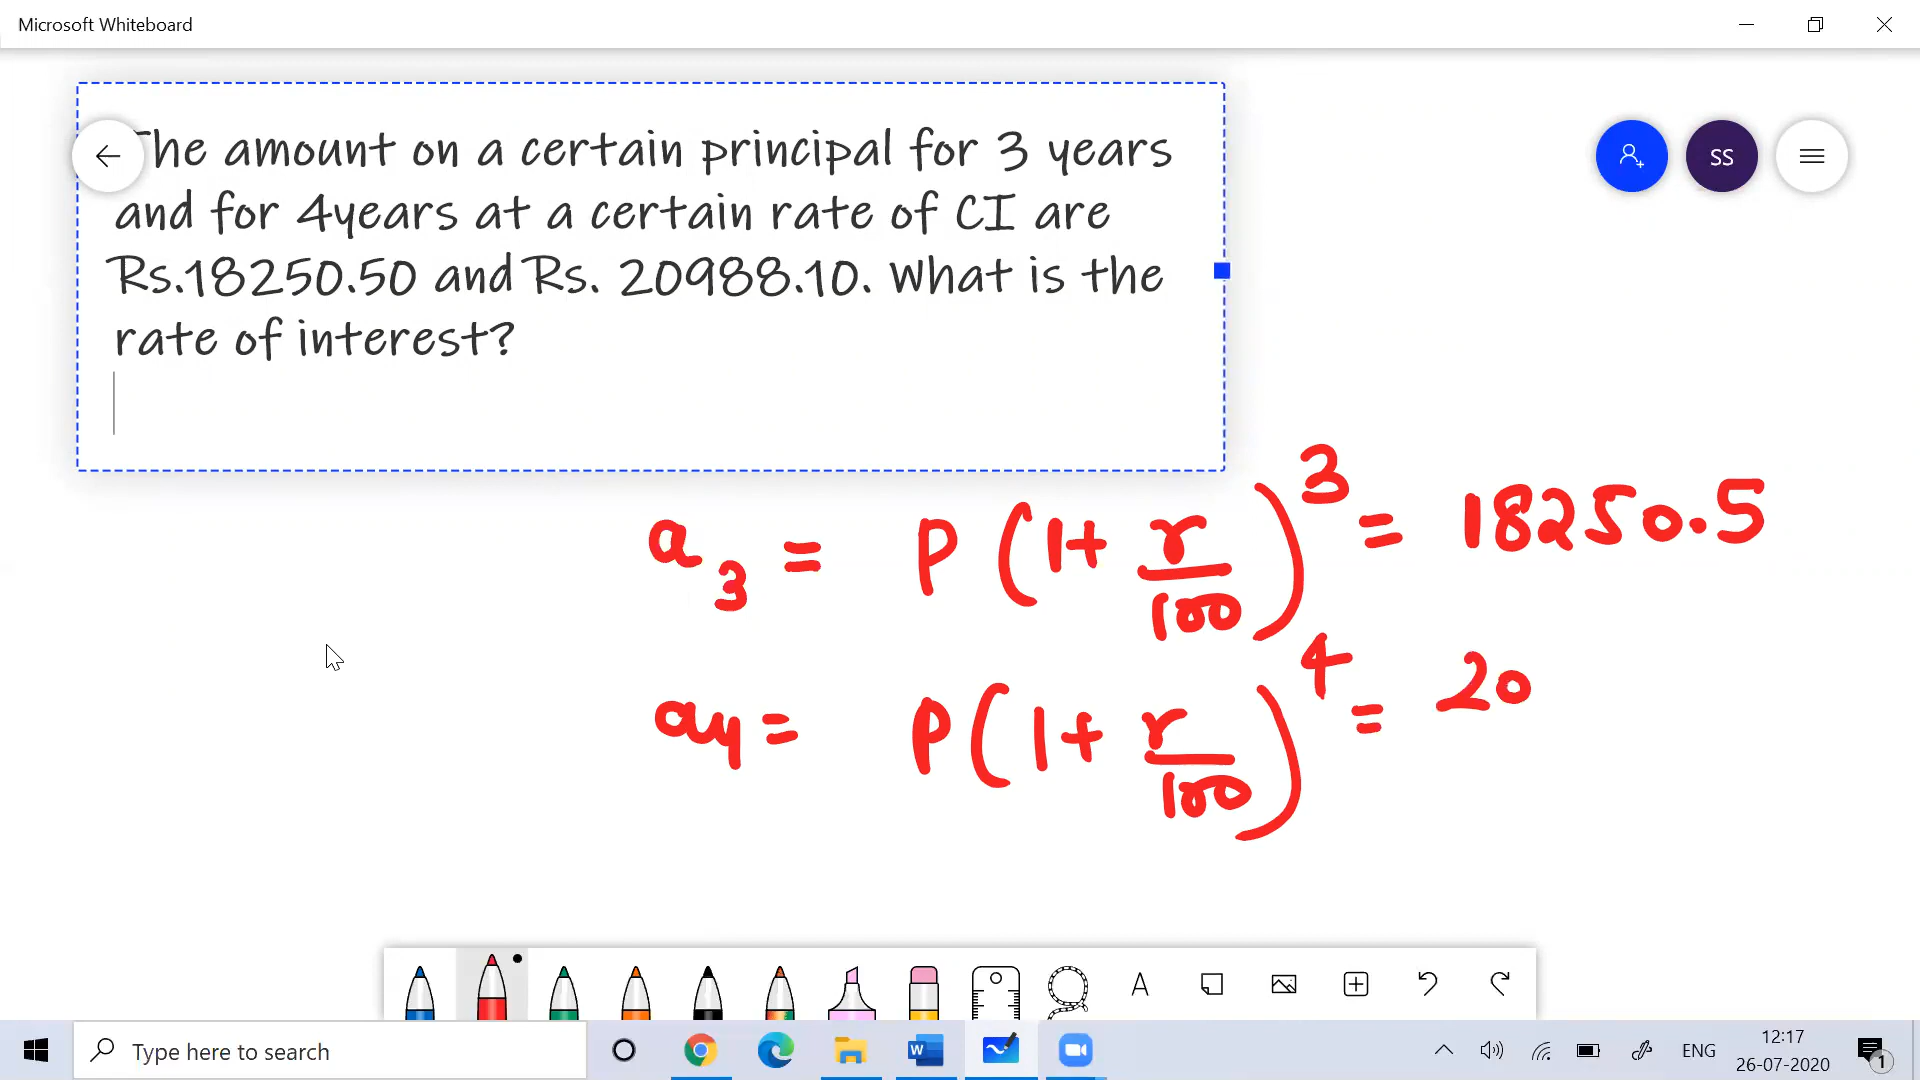 Microsoft Whiteboard
The amount on a certain principal for 3 years
and for 4years at a certain rate of CI are
Rs.18250.50 and Rs. 20988.10. What is the
rate of interest?
SS
a₃ = P(1+ r/100)³ = 18250.5
a4 = P(1+ r/100)⁴ = 20
A
Type here to search
W
ENG
12:17
26-07-2020
1